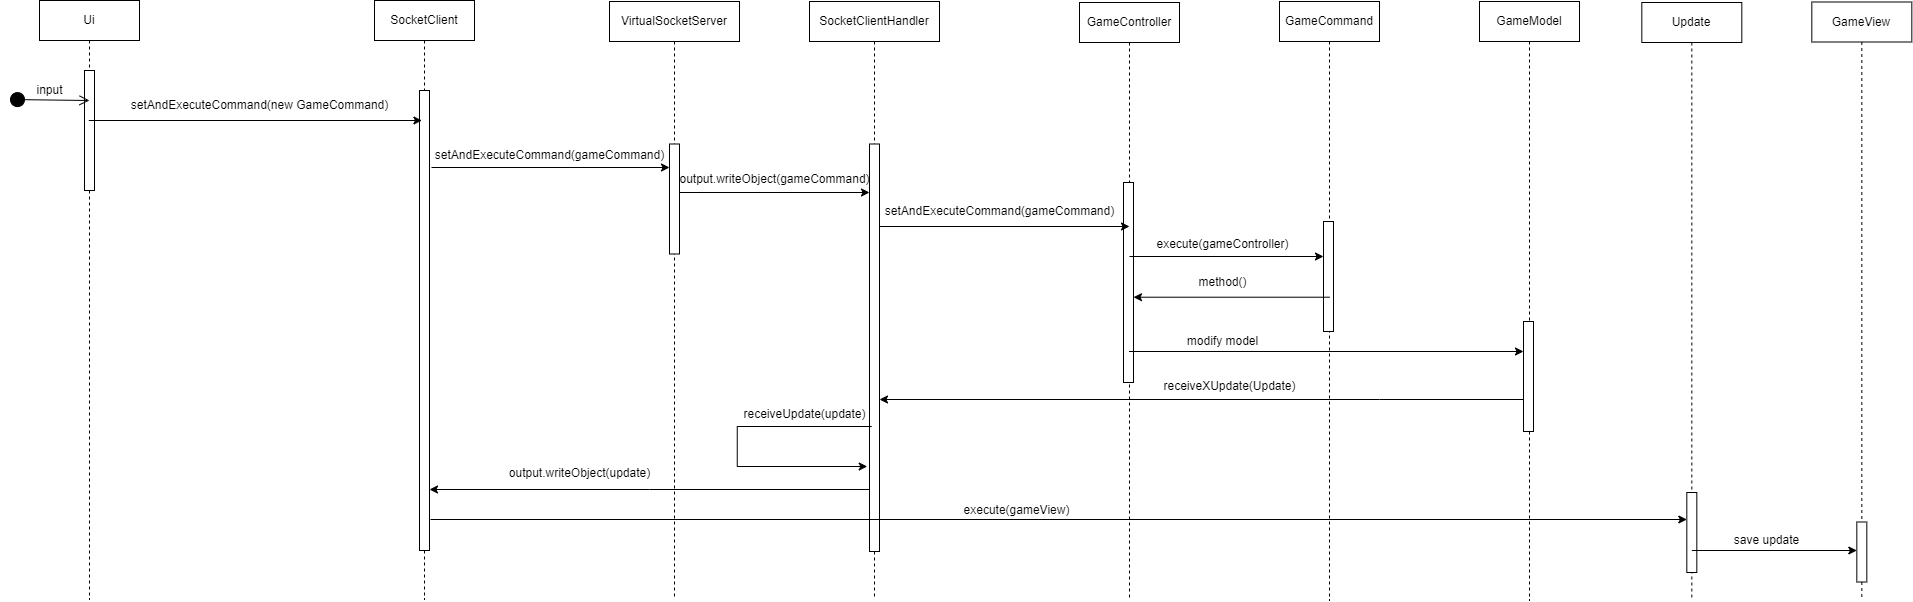 Ui
SocketClient
VirtualSocketServer
SocketClientHandler
GameController
GameCommand
GameModel
Update
GameView
input
setAndExecuteCommand(new GameCommand)
setAndExecuteCommand(gameCommand)
output.writeObject(gameCommand)
setAndExecuteCommand(gameCommand)
execute(gameController)
method()
modify model
receiveXUpdate(Update)
receiveUpdate(update)
output.writeObject(update)
execute(gameView)
save update